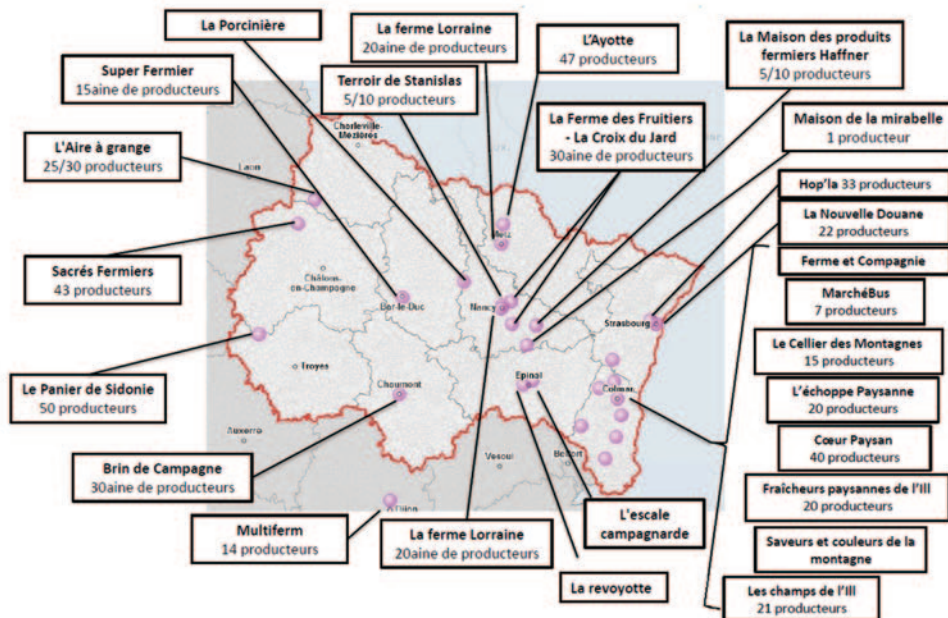 La Porcinière
La ferme Lorraine
20aine de producteurs
L'Ayotte
47 producteurs
La Maison des produits
fermiers Haffner
5/10 producteurs
Super Fermier
15aine de producteurs
Terroir de Stanislas
5/10 producteurs
La Ferme des Fruitiers
- La Croix du Jard
30aine de producteurs
Maison de la mirabelle
1 producteur
L'Aire à grange
25/30 producteurs
Hop'la 33 producteurs
La Nouvelle Douane
22 producteurs
Sacrés Fermiers
43 producteurs
Ferme et Compagnie
MarchéBus
7 producteurs
Le Cellier des Montagnes
15 producteurs
Le Panier de Sidonie
50 producteurs
L'échoppe Paysanne
20 producteurs
Cœur Paysan
40 producteurs
Brin de Campagne
30aine de producteurs
Fraîcheurs paysannes de l'Ill
20 producteurs
Multiferm
14 producteurs
La ferme Lorraine
20aine de producteurs
L'escale
campagnarde
Saveurs et couleurs de la
montagne
La revoyotte
Les champs de l'Ill
21 producteurs
Charleville-
Mézières
Laon
Metz
Châlons-
en-Champagne
Bar-le-Duc
Nancy
Strasbourg
Troyes
Chaumont
Epinal
Colmar
Auxerre
Vesoul
Belfort
Dijon